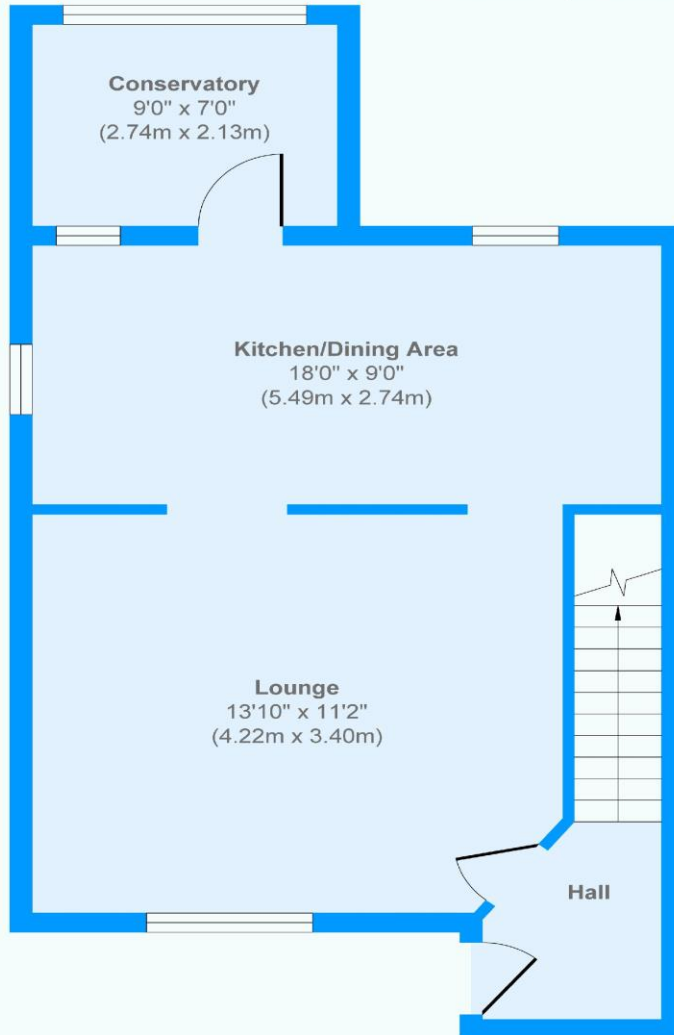 Conservatory
9'0" x 7'0"
(2.74m x 2.13m)
Kitchen/Dining Area
18'0" x 9'0"
(5.49m x 2.74m)
Lounge
13'10" x 11'2"
(4.22m x 3.40m)
Hall